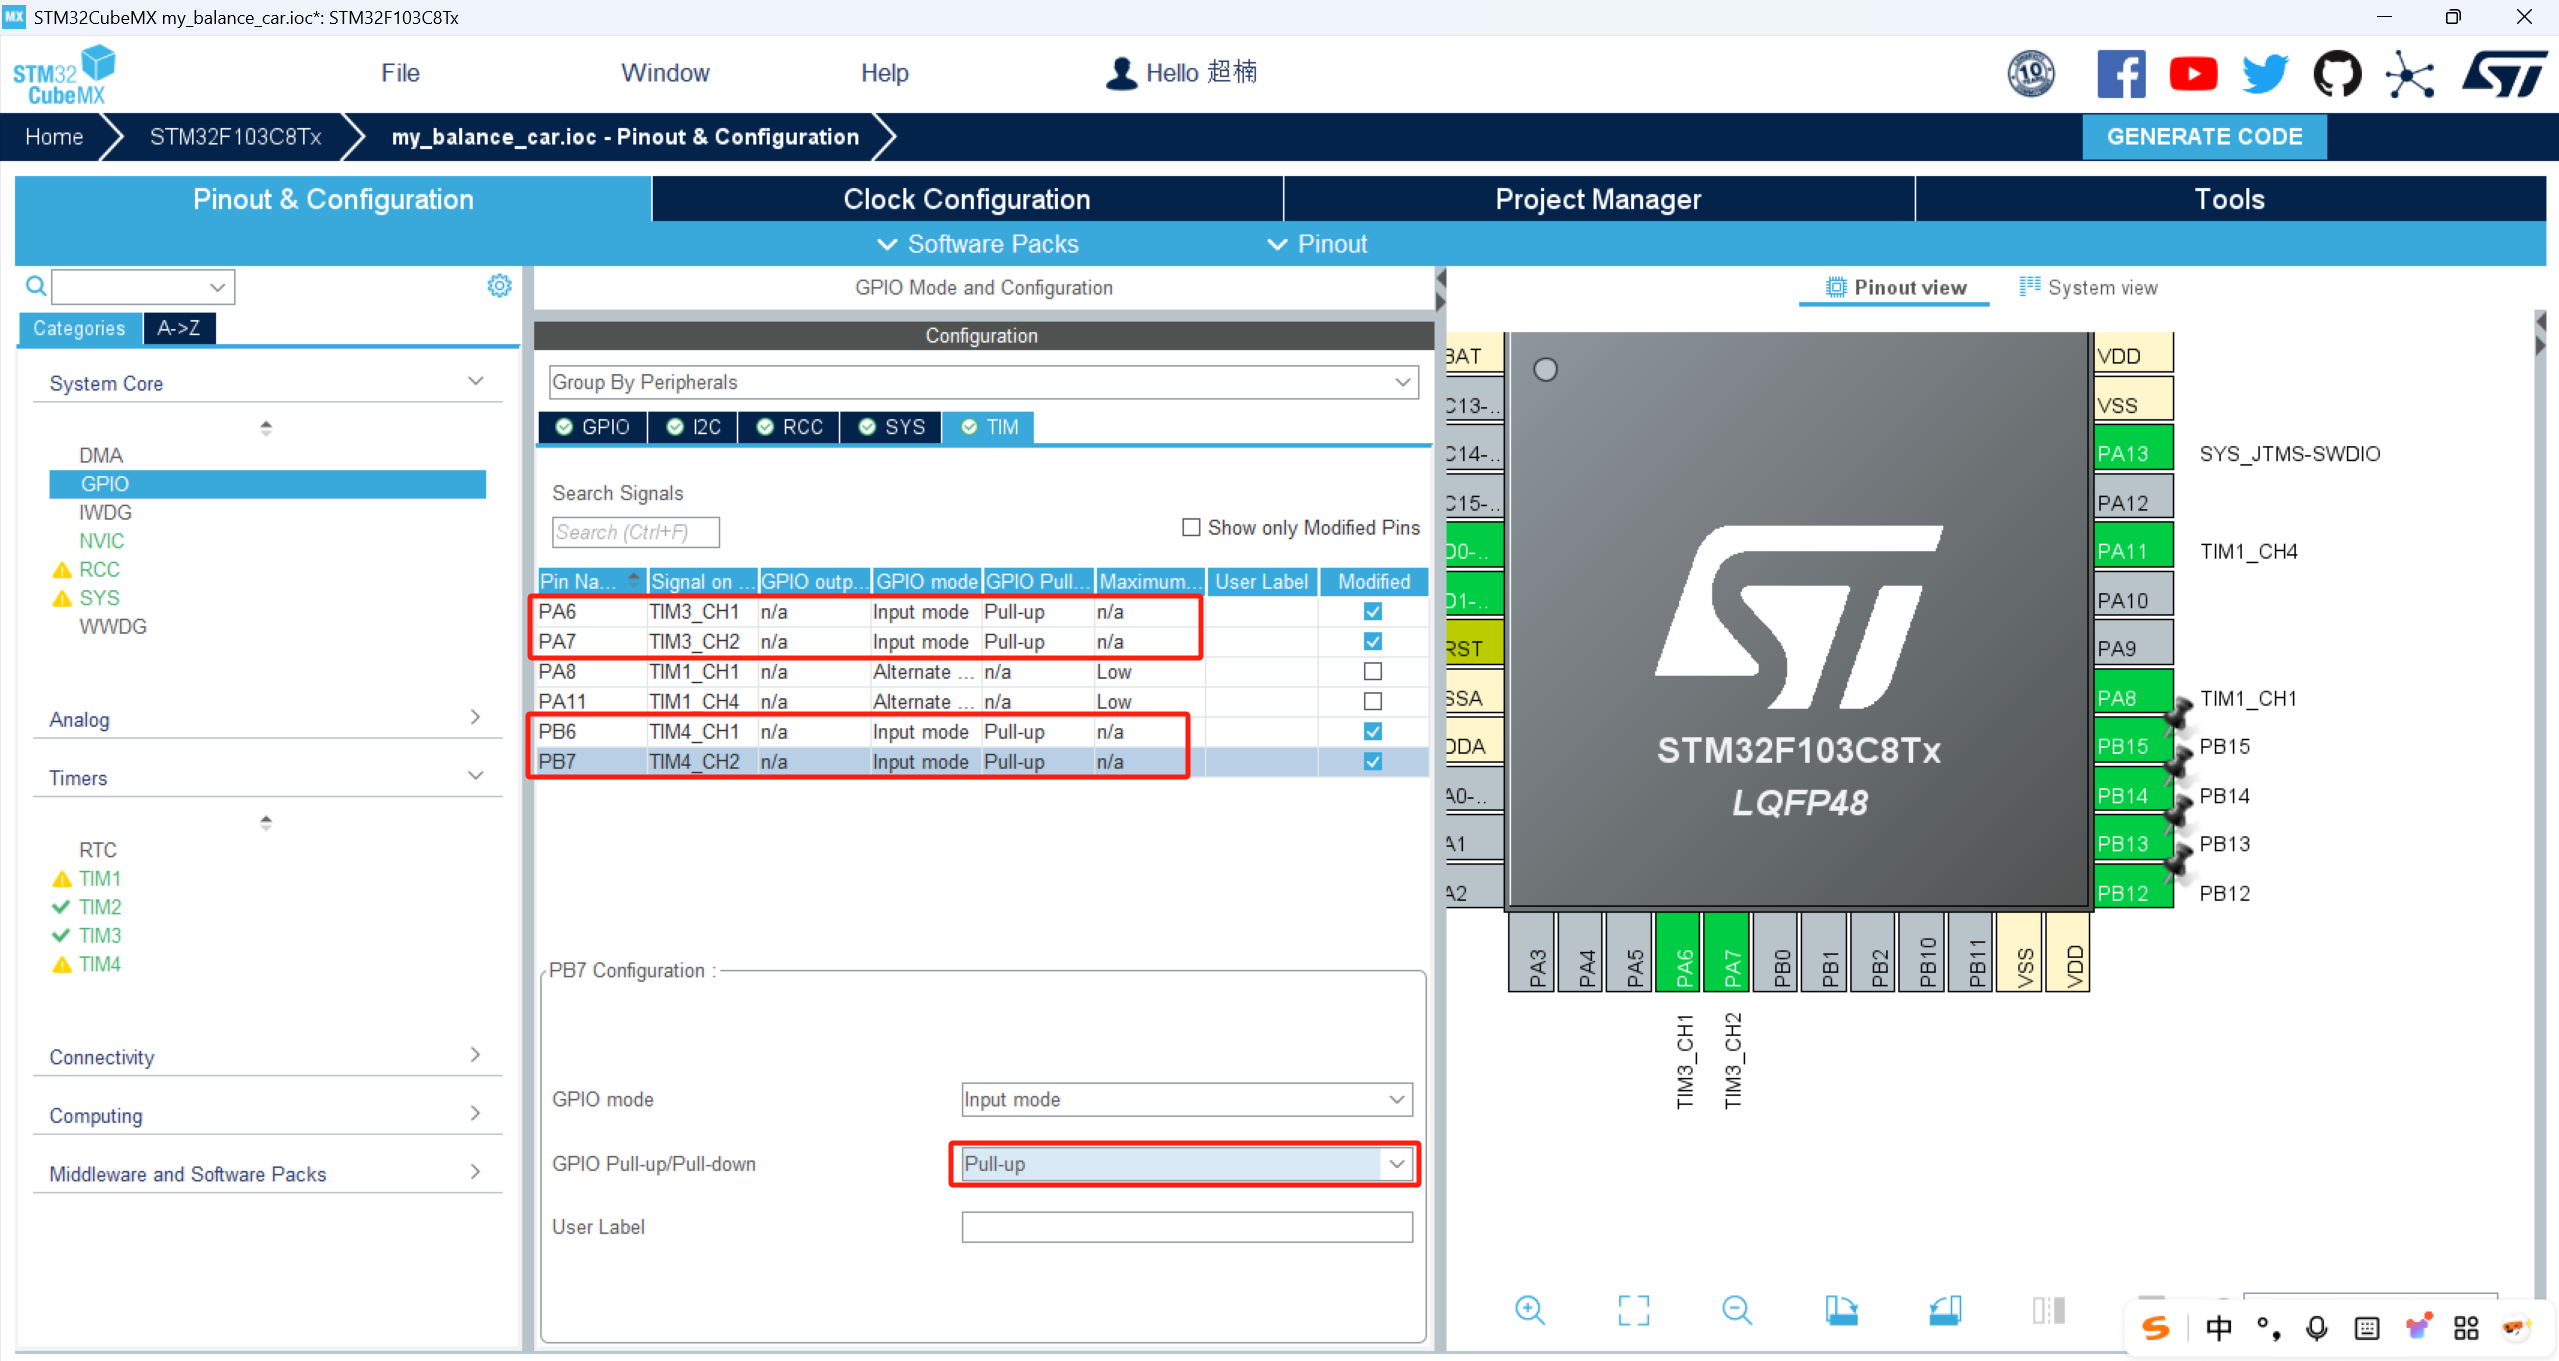 MX STM32CubeMX my_balance_car.ioc*: STM32F103C8Tx
STM32 CubeMX
File Window Help Hello 超楠
10
Home STM32F103C8Tx my_balance_car.ioc - Pinout & Configuration GENERATE CODE
Pinout & Configuration Clock Configuration Project Manager Tools
Software Packs Pinout
Categories A->Z
System Core
DMA
GPIO
IWDG
NVIC
RCC
SYS
WWDG
Analog
Timers
RTC
TIM1
TIM2
TIM3
TIM4
Connectivity
Computing
Middleware and Software Packs
GPIO Mode and Configuration
Configuration
Group By Peripherals
GPIO I2C RCC SYS TIM
Search Signals
Search (Ctrl+F) Show only Modified Pins
Pin Na... Signal on ... GPIO outp... GPIO mode GPIO Pull... Maximum... User Label Modified
PA6 TIM3_CH1 n/a Input mode Pull-up n/a
PA7 TIM3_CH2 n/a Input mode Pull-up n/a
PA8 TIM1_CH1 n/a Alternate ... n/a Low
PA11 TIM1_CH4 n/a Alternate ... n/a Low
PB6 TIM4_CH1 n/a Input mode Pull-up n/a
PB7 TIM4_CH2 n/a Input mode Pull-up n/a
PB7 Configuration :
GPIO mode Input mode
GPIO Pull-up/Pull-down Pull-up
User Label
Pinout view System view
BAT
C13-..
C14-..
C15-..
D0-..
D1-..
RST
SSA
DDA
A0-..
A1
A2
STM32F103C8Tx
LQFP48
VDD
VSS
PA13 SYS_JTMS-SWDIO
PA12
PA11 TIM1_CH4
PA10
PA9
PA8 TIM1_CH1
PB15 PB15
PB14 PB14
PB13 PB13
PB12 PB12
PA3 PA4 PA5 PA6 PA7 PB0 PB1 PB2 PB10 PB11 VSS VDD
TIM3_CH1 TIM3_CH2
S 中 °,